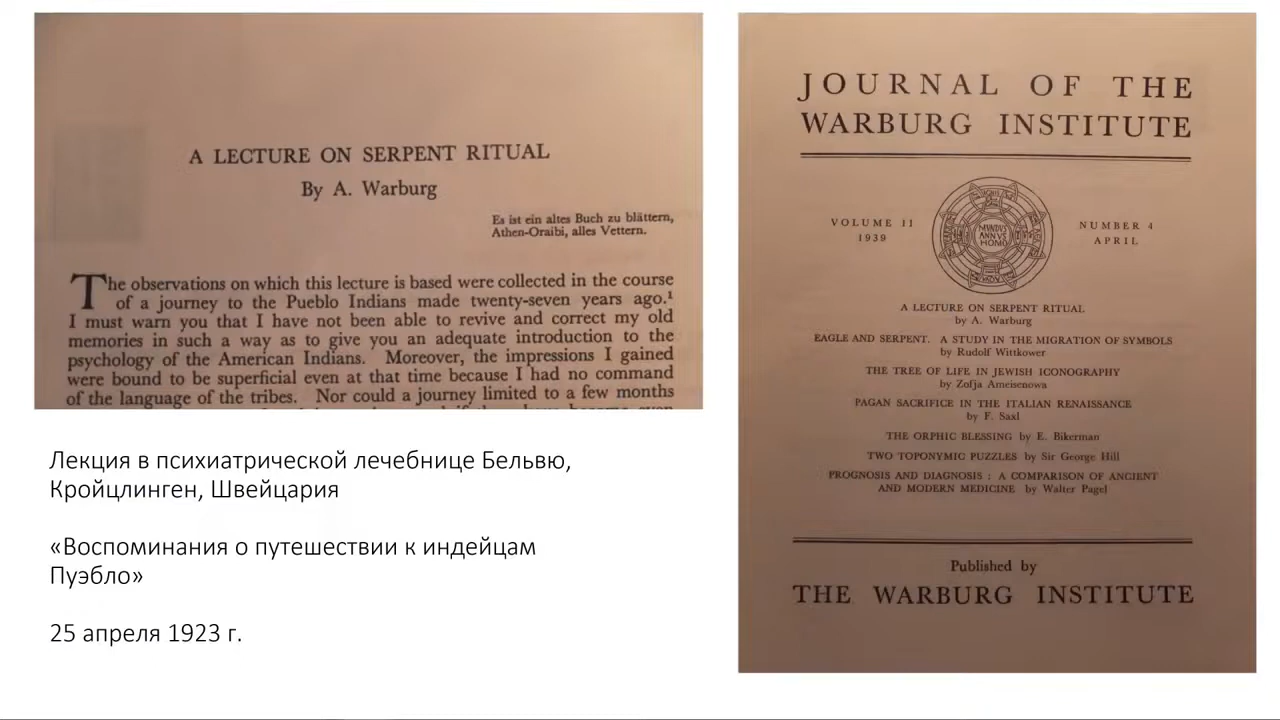 A LECTURE ON SERPENT RITUAL
By A. Warburg
Es ist ein altes Buch zu blättern,
Athen-Oraibi, alles Vettern.
The observations on which this lecture is based were collected in the course
of a journey to the Pueblo Indians made twenty-seven years ago.¹
I must warn you that I have not been able to revive and correct my old
memories in such a way as to give you an adequate introduction to the
psychology of the American Indians. Moreover, the impressions I gained
were bound to be superficial even at that time because I had no command
of the language of the tribes. Nor could a journey limited to a few months
Лекция в психиатрической лечебнице Бельвю,
Кройцлинген, Швейцария
«Воспоминания о путешествии к индейцам
Пуэбло»
25 апреля 1923 г.
JOURNAL OF THE
WARBURG INSTITUTE
VOLUME II
1939
MVNDVS
ANNVS
HOMO
NUMBER 4
APRIL
A LECTURE ON SERPENT RITUAL
by A. Warburg
EAGLE AND SERPENT. A STUDY IN THE MIGRATION OF SYMBOLS
by Rudolf Wittkower
THE TREE OF LIFE IN JEWISH ICONOGRAPHY
by Zofja Ameisenowa
PAGAN SACRIFICE IN THE ITALIAN RENAISSANCE
by F. Saxl
THE ORPHIC BLESSING by E. Bikerman
TWO TOPONYMIC PUZZLES by Sir George Hill
PROGNOSIS AND DIAGNOSIS : A COMPARISON OF ANCIENT
AND MODERN MEDICINE by Walter Pagel
Published by
THE WARBURG INSTITUTE